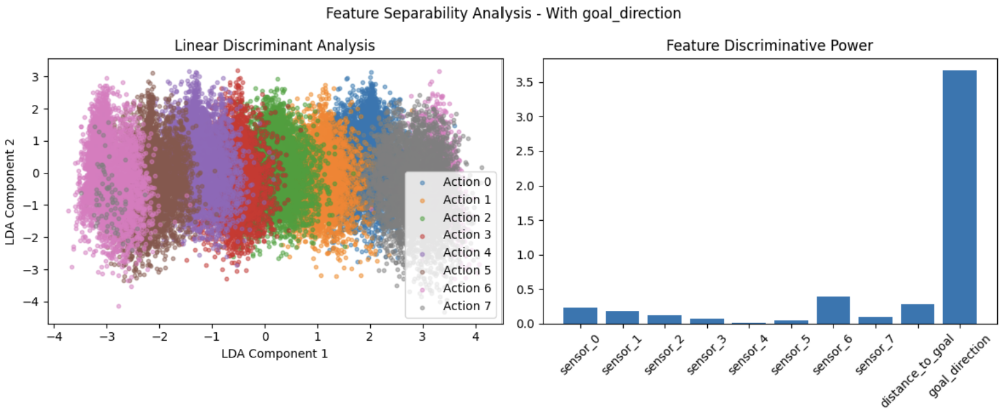 Feature Separability Analysis - With goal_direction
Linear Discriminant Analysis
3
2
1
0
−1
−2
−3
−4
LDA Component 2
−4
−3
−2
−1
0
1
2
3
4
LDA Component 1
Action 0
Action 1
Action 2
Action 3
Action 4
Action 5
Action 6
Action 7
Feature Discriminative Power
3.5
3.0
2.5
2.0
1.5
1.0
0.5
0.0
sensor_0
sensor_1
sensor_2
sensor_3
sensor_4
sensor_5
sensor_6
sensor_7
distance_to_goal
goal_direction